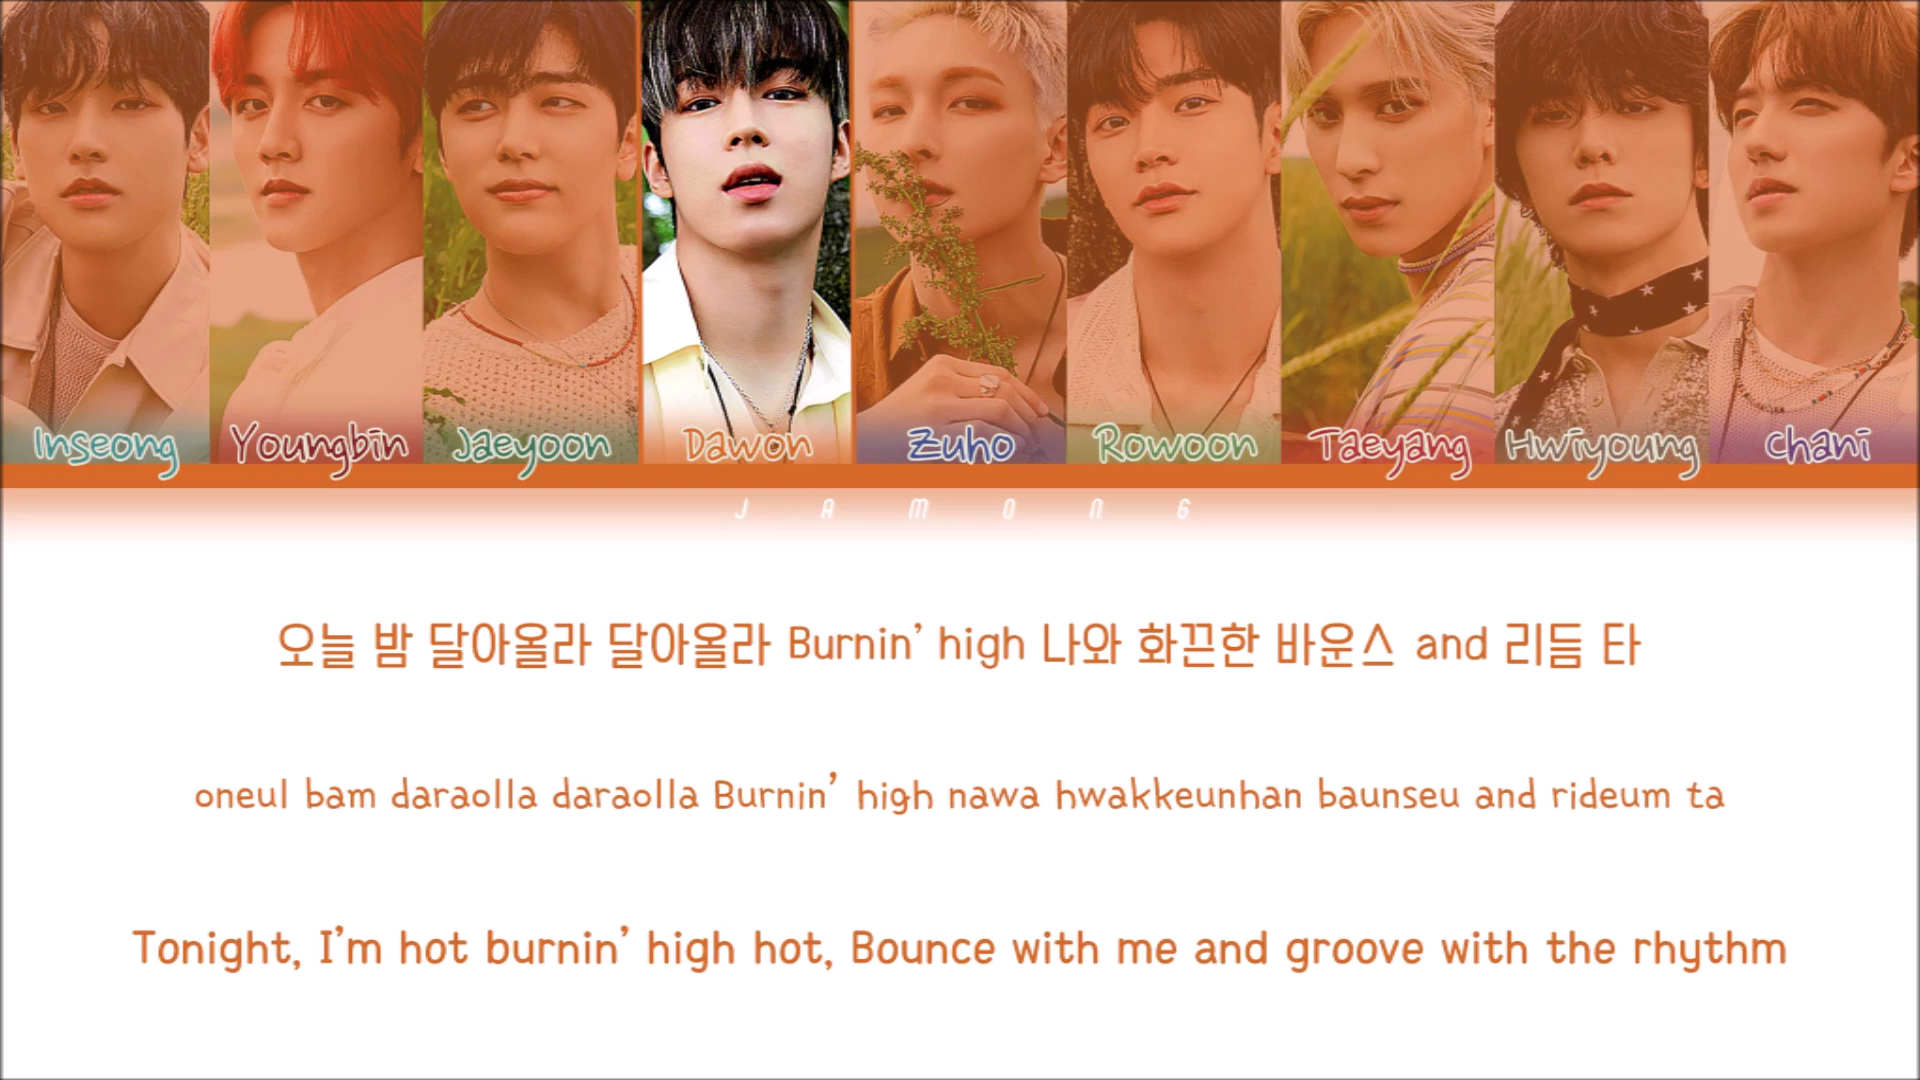 Inseong Youngbin Jaeyoon Dawon Zuho Rowoon Taeyang Hwiyoung Chani
JAMONG
오늘 밤 달아올라 달아올라 Burnin’ high 나와 화끈한 바운스 and 리듬 타
oneul bam daraolla daraolla Burnin’ high nawa hwakkeunhan baunseu and rideum ta
Tonight, I’m hot burnin’ high hot, Bounce with me and groove with the rhythm